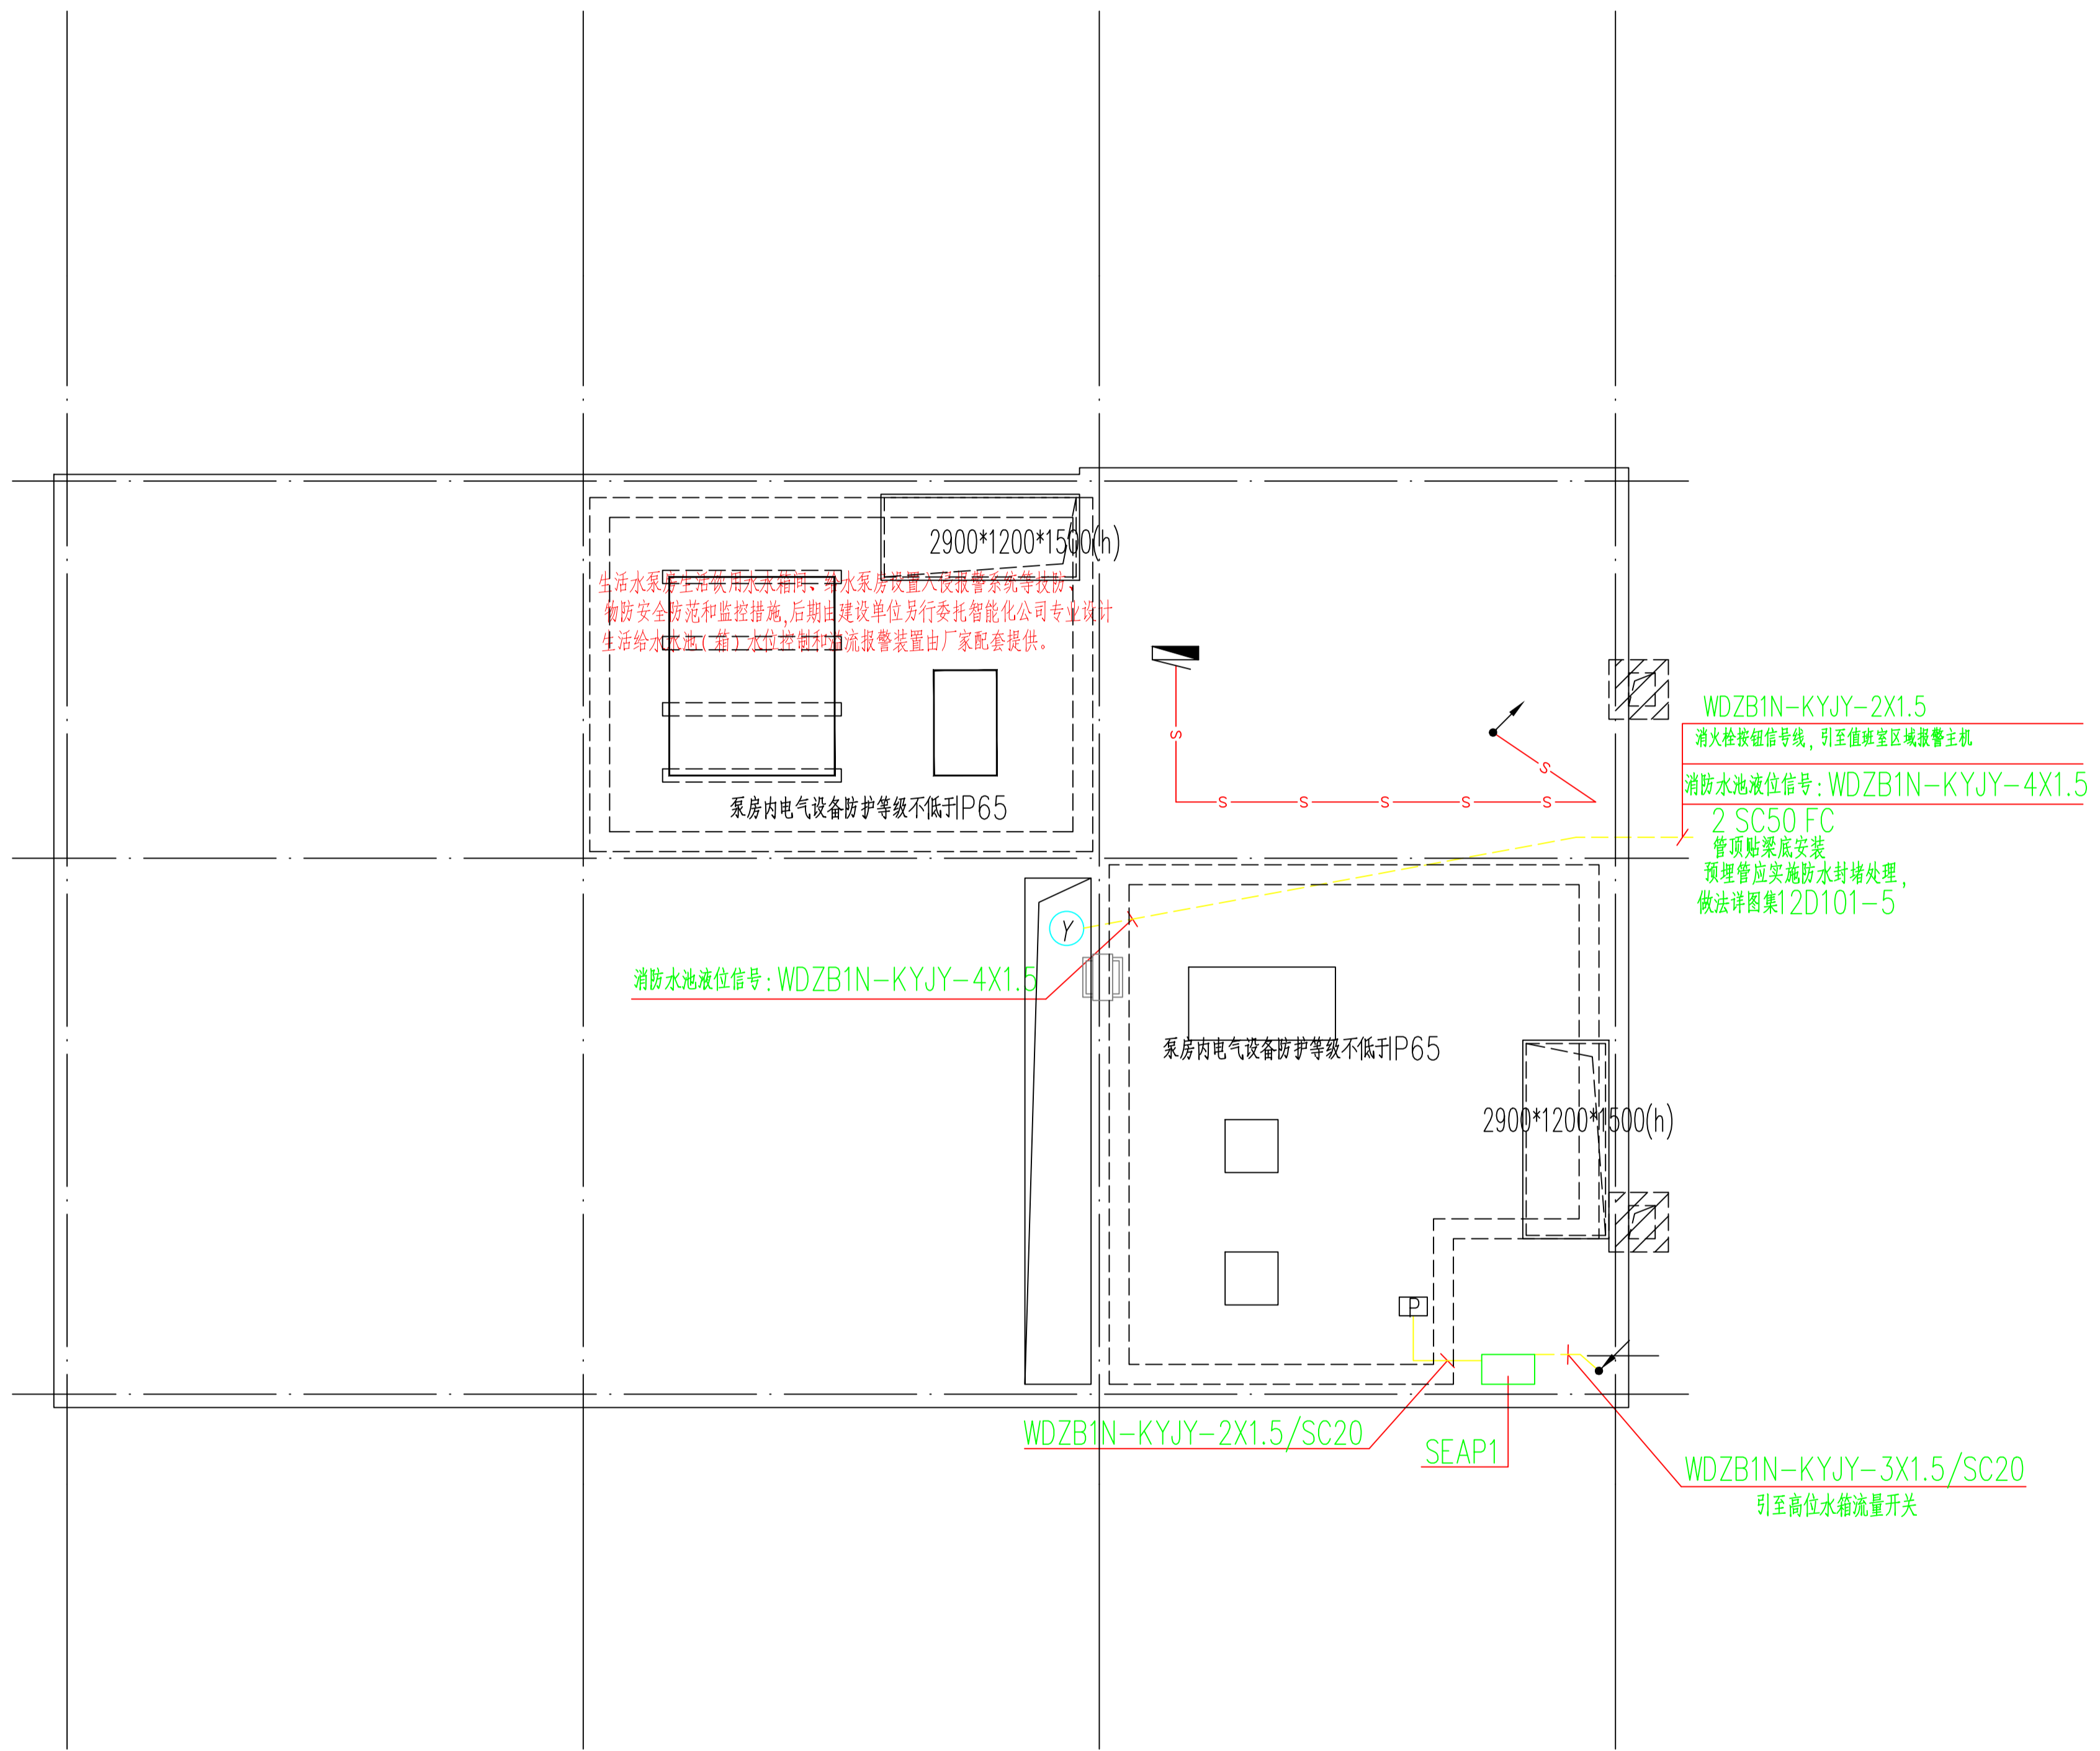 2900*1200*1500(h)
生活水泵房生活饮用水水箱间、给水泵房设置入侵报警系统等技防、
物防安全防范和监控措施,后期由建设单位另行委托智能化公司专业设计
生活给水水池(箱)水位控制和溢流报警装置由厂家配套提供。
泵房内电气设备防护等级不低于IP65
S
S
S
S
S
S
S
WDZB1N-KYJY-2X1.5
消火栓按钮信号线, 引至值班室区域报警主机
消防水池液位信号:WDZB1N-KYJY-4X1.5
2 SC50 FC
管顶贴梁底安装
预埋管应实施防水封堵处理,
做法详图集12D101-5
Y
消防水池液位信号:WDZB1N-KYJY-4X1.5
泵房内电气设备防护等级不低于IP65
2900*1200*1500(h)
P
WDZB1N-KYJY-2X1.5/SC20
SEAP1
WDZB1N-KYJY-3X1.5/SC20
引至高位水箱流量开关